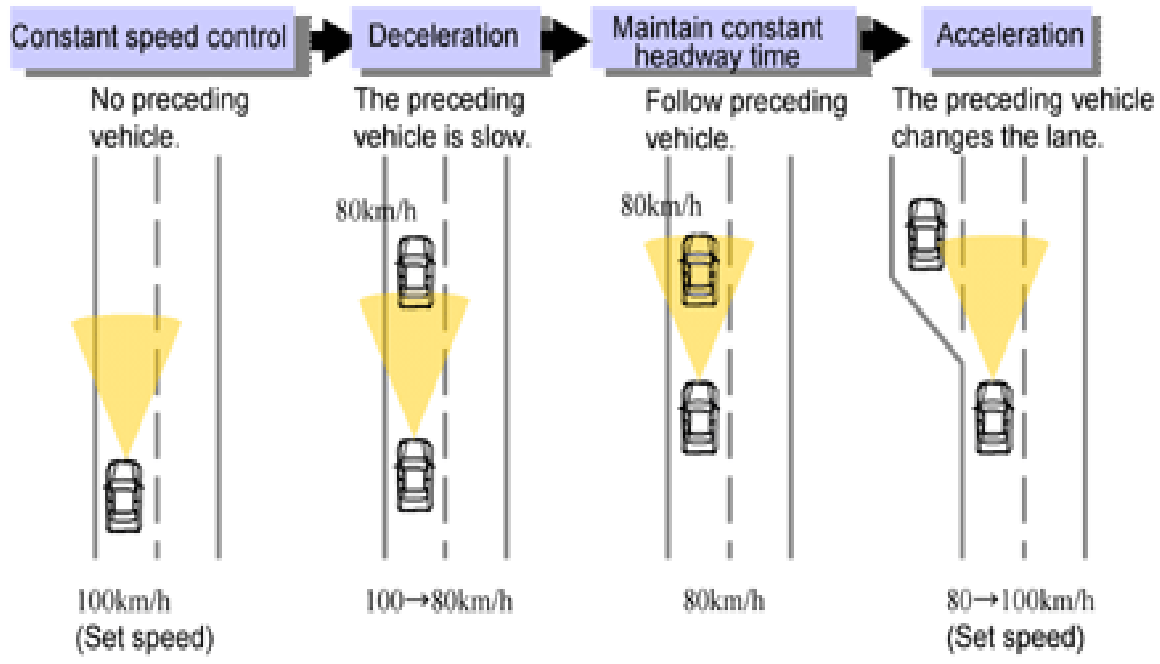 Constant speed control
Deceleration
Maintain constant
headway time
Acceleration
No preceding
vehicle.
The preceding
vehicle is slow.
Follow preceding
vehicle.
The preceding vehicle
changes the lane.
80km/h
80km/h
100km/h
(Set speed)
100→80km/h
80km/h
80→100km/h
(Set speed)